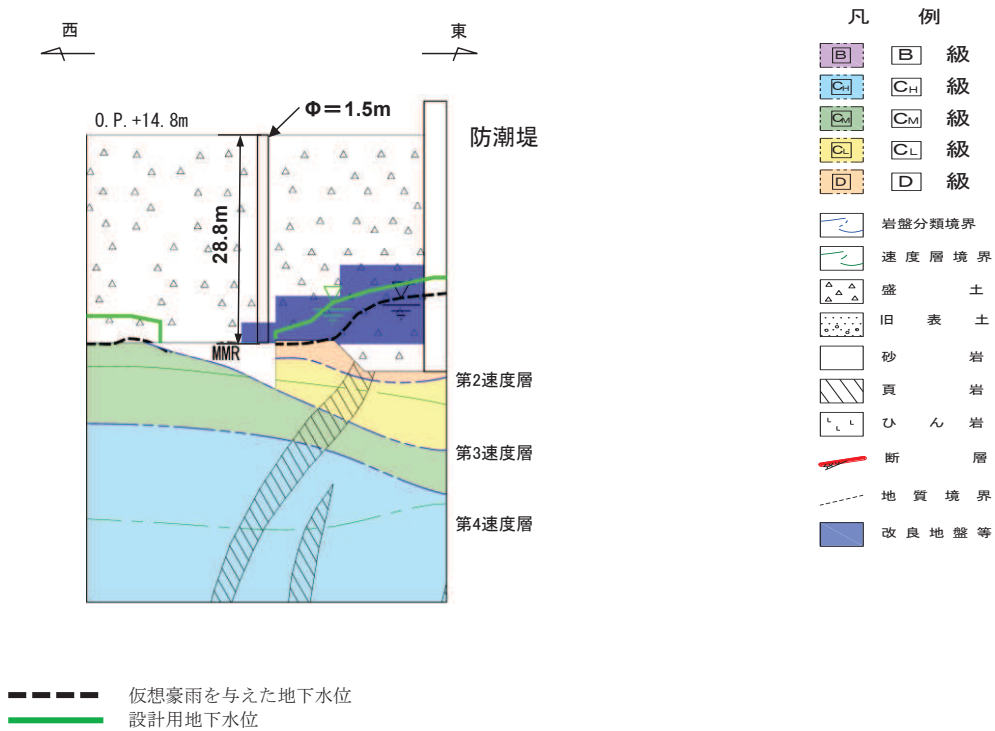 西
東
O.P.+14.8m
Φ＝1.5m
防潮堤
28.8m
MMR
第2速度層
第3速度層
第4速度層
凡 例
B B 級
CH CH 級
CM CM 級
CL CL 級
D D 級
岩盤分類境界
速度層境界
盛土
旧表土
砂岩
頁岩
ひん岩
断層
地質境界
改良地盤等
仮想豪雨を与えた地下水位
設計用地下水位